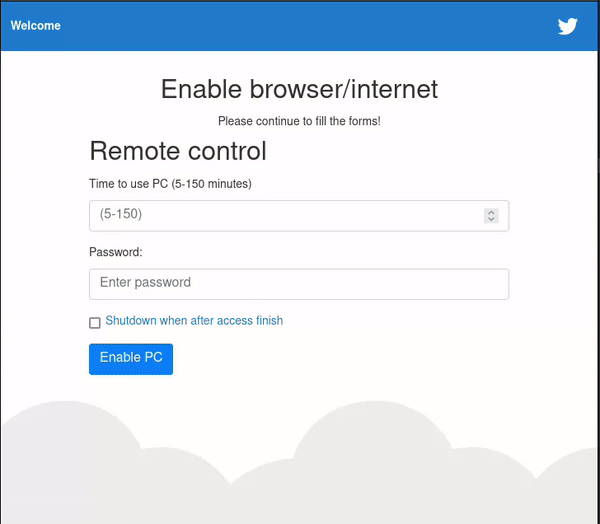 Welcome
Enable browser/internet
Please continue to fill the forms!
Remote control
Time to use PC (5-150 minutes)
(5-150)
Password:
Enter password
Shutdown when after access finish
Enable PC